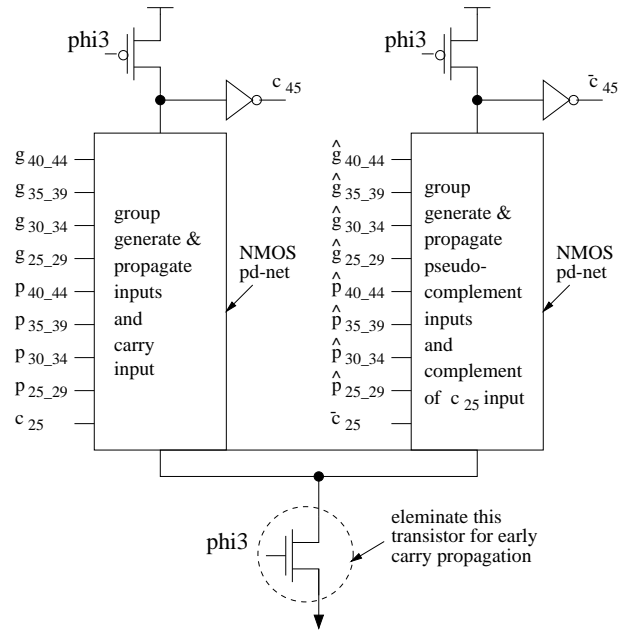 phi3
c 45
g 40_44
g 35_39
g 30_34
g 25_29
p 40_44
p 35_39
p 30_34
p 25_29
c 25
group
generate &
propagate
inputs
and
carry
input
NMOS
pd-net
phi3
c̄ 45
ĝ 40_44
ĝ 35_39
ĝ 30_34
ĝ 25_29
p̂ 40_44
p̂ 35_39
p̂ 30_34
p̂ 25_29
c̄ 25
group
generate &
propagate
pseudo-
complement
inputs
and
complement
of c 25 input
NMOS
pd-net
phi3
eleminate this
transistor for early
carry propagation